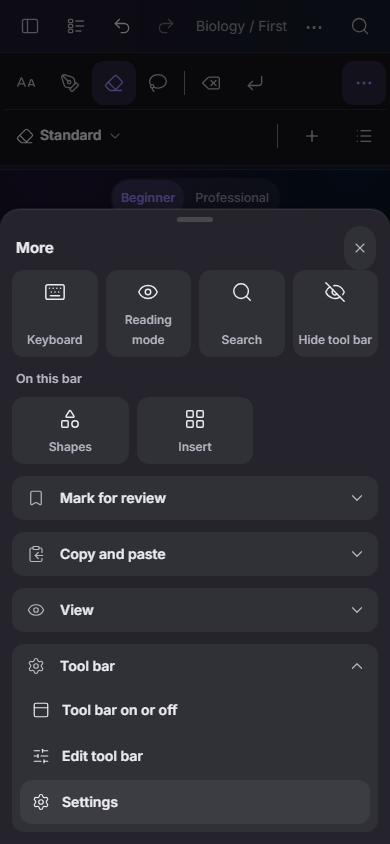 Biology / First
AA
Standard
Beginner Professional
More
Keyboard
Reading
mode
Search
Hide tool bar
On this bar
Shapes
Insert
Mark for review
Copy and paste
View
Tool bar
Tool bar on or off
Edit tool bar
Settings